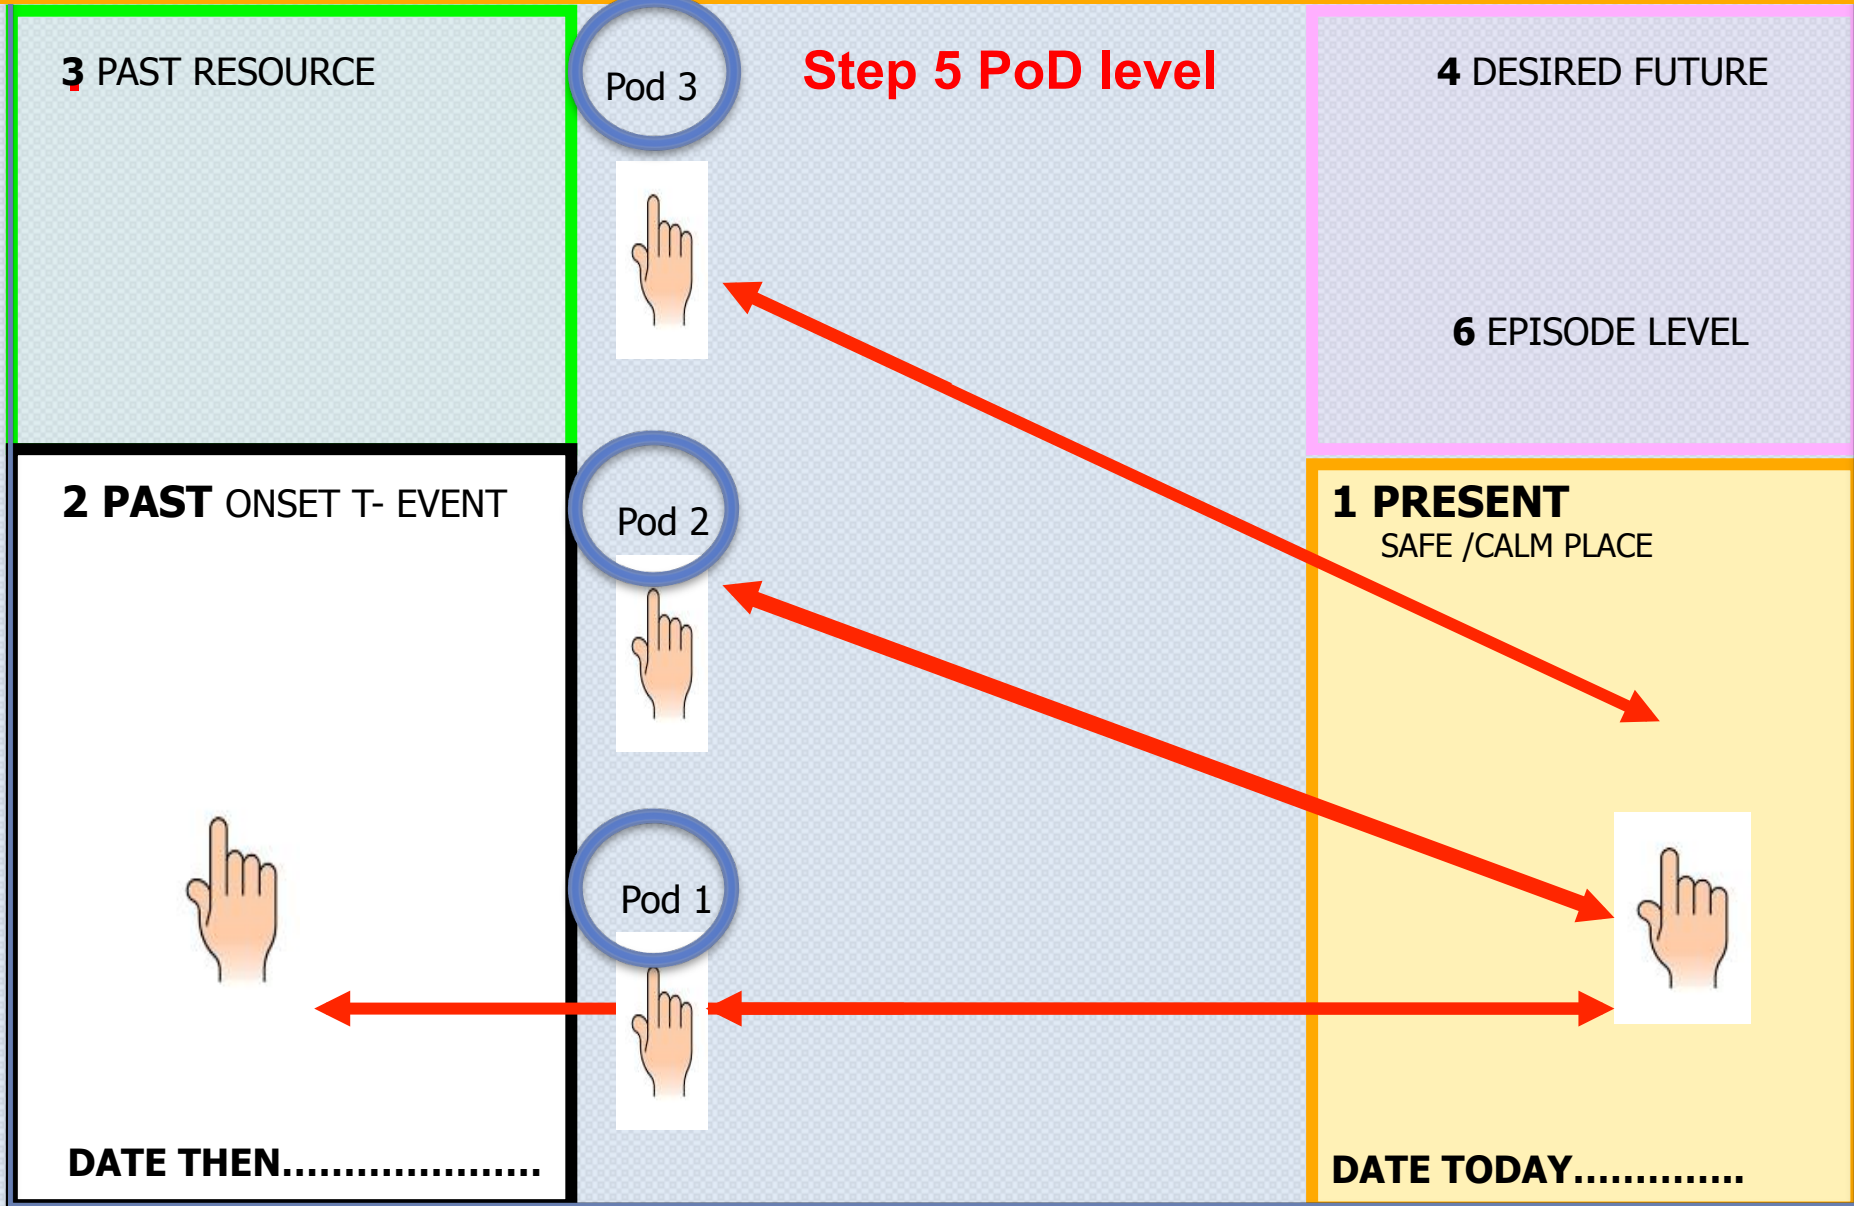 3 PAST RESOURCE
Pod 3
Step 5 PoD level
4 DESIRED FUTURE
6 EPISODE LEVEL
2 PAST ONSET T- EVENT
Pod 2
1 PRESENT
SAFE /CALM PLACE
Pod 1
DATE THEN.....................
DATE TODAY..............